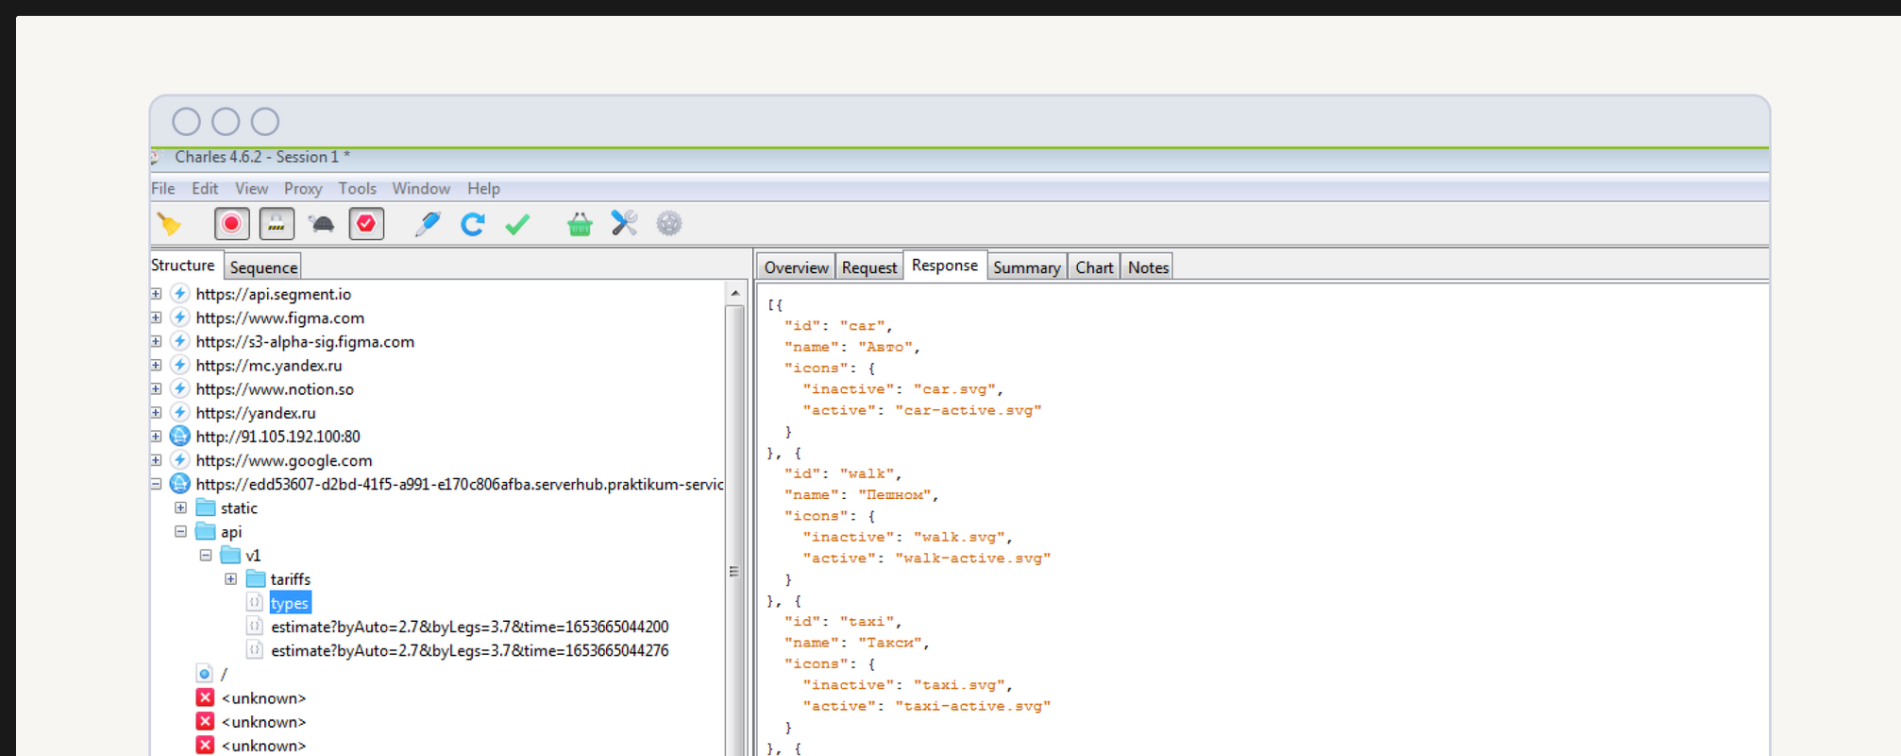 Charles 4.6.2 - Session 1 *
File Edit View Proxy Tools Window Help
Structure Sequence
https://api.segment.io
https://www.figma.com
https://s3-alpha-sig.figma.com
https://mc.yandex.ru
https://www.notion.so
https://yandex.ru
http://91.105.192.100:80
https://www.google.com
https://edd53607-d2bd-41f5-a991-e170c806afba.serverhub.praktikum-servic
static
api
v1
tariffs
types
estimate?byAuto=2.7&byLegs=3.7&time=1653665044200
estimate?byAuto=2.7&byLegs=3.7&time=1653665044276
/
<unknown>
<unknown>
<unknown>
Overview Request Response Summary Chart Notes
[{
"id": "car",
"name": "Авто",
"icons": {
"inactive": "car.svg",
"active": "car-active.svg"
}
}, {
"id": "walk",
"name": "Пешком",
"icons": {
"inactive": "walk.svg",
"active": "walk-active.svg"
}
}, {
"id": "taxi",
"name": "Такси",
"icons": {
"inactive": "taxi.svg",
"active": "taxi-active.svg"
}
}, {